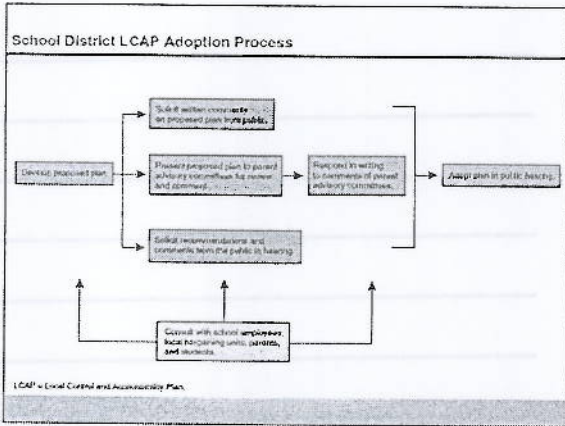 School District LCAP Adoption Process
Solicit written comments
on proposed plan from public.
Develop proposed plan.
Present proposed plan to parent
advisory committees for review
and comment.
Respond in writing
to comments of parent
advisory committees.
Adopt plan in public hearing.
Solicit recommendations and
comments from the public in hearing.
Consult with school employees,
local bargaining units, parents,
and students.
LCAP = Local Control and Accountability Plan.